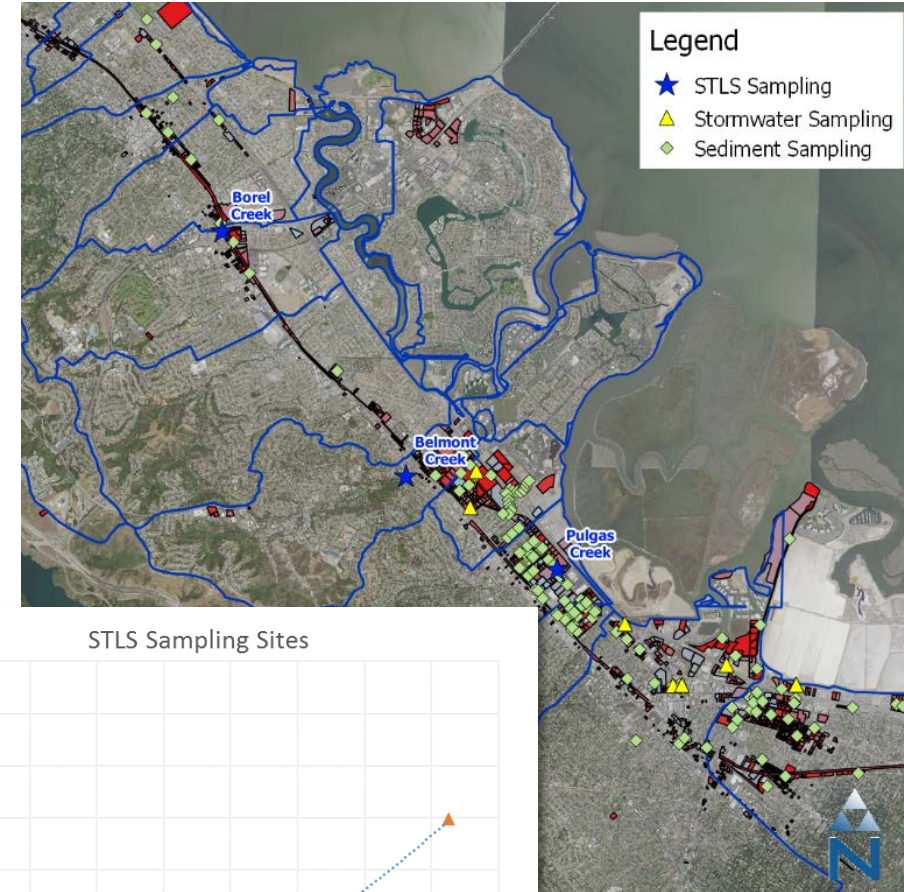 Legend
STLS Sampling
Stormwater Sampling
Sediment Sampling
Borel
Creek
Belmont
Creek
Pulgas
Creek
STLS Sampling Sites
N